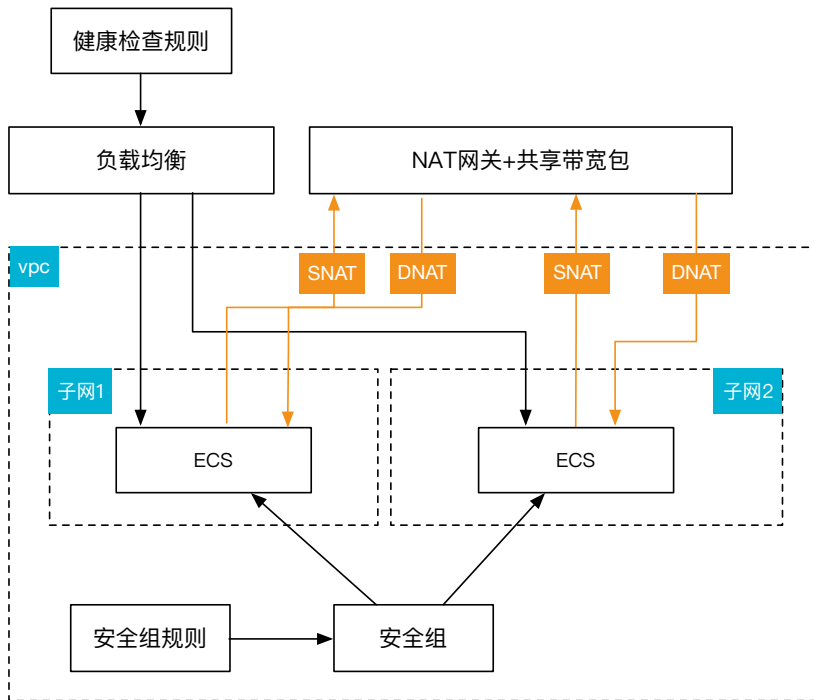 健康检查规则
负载均衡
NAT网关+共享带宽包
vpc
SNAT
DNAT
SNAT
DNAT
子网1
子网2
ECS
ECS
安全组规则
安全组